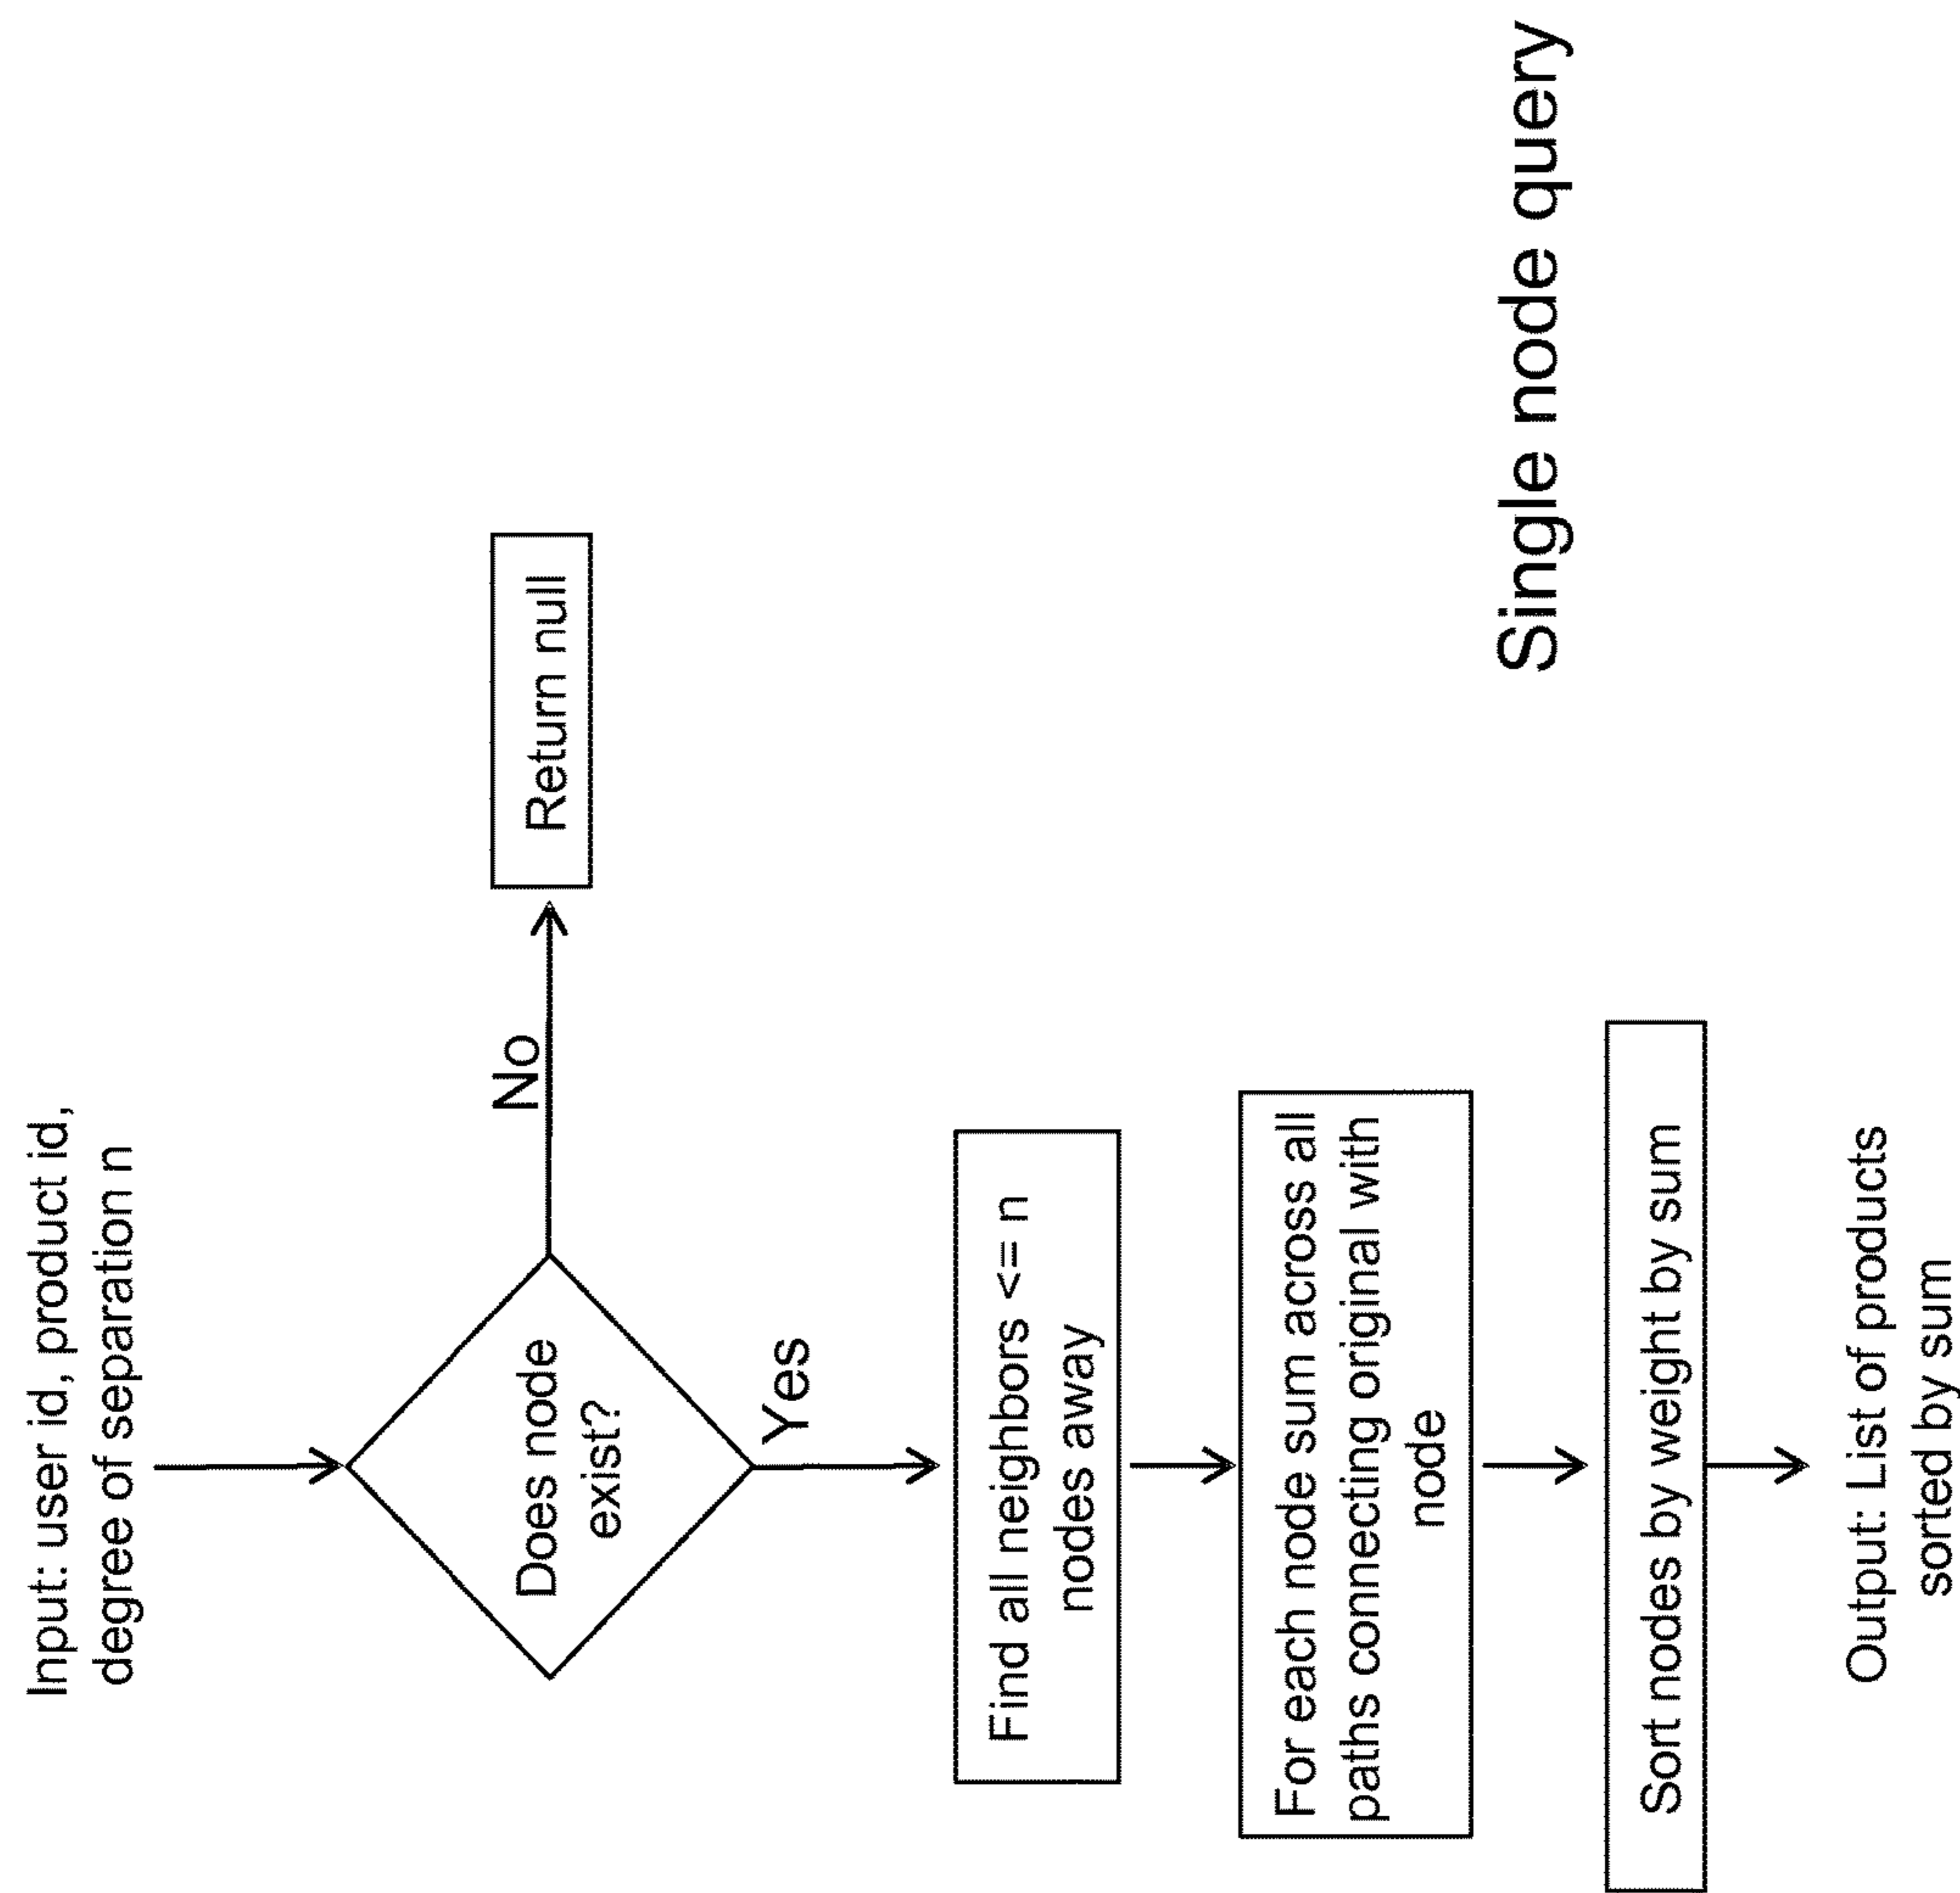 Input: user id, product id,
degree of separation n
Does node
exist?
No
Return null
Yes
Find all neighbors <= n
nodes away
For each node sum across all
paths connecting original with
node
Sort nodes by weight by sum
Output: List of products
sorted by sum
Single node query